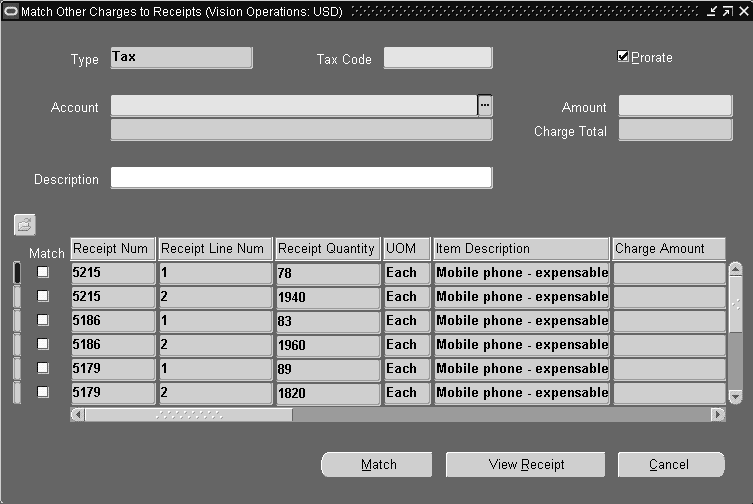 Match Other Charges to Receipts (Vision Operations: USD)
Type Tax Tax Code Prorate
Account ... Amount
Charge Total
Description
Match Receipt Num Receipt Line Num Receipt Quantity UOM Item Description Charge Amount
5215 1 78 Each Mobile phone - expensable
5215 2 1940 Each Mobile phone - expensable
5186 1 83 Each Mobile phone - expensable
5186 2 1960 Each Mobile phone - expensable
5179 1 89 Each Mobile phone - expensable
5179 2 1820 Each Mobile phone - expensable
Match View Receipt Cancel